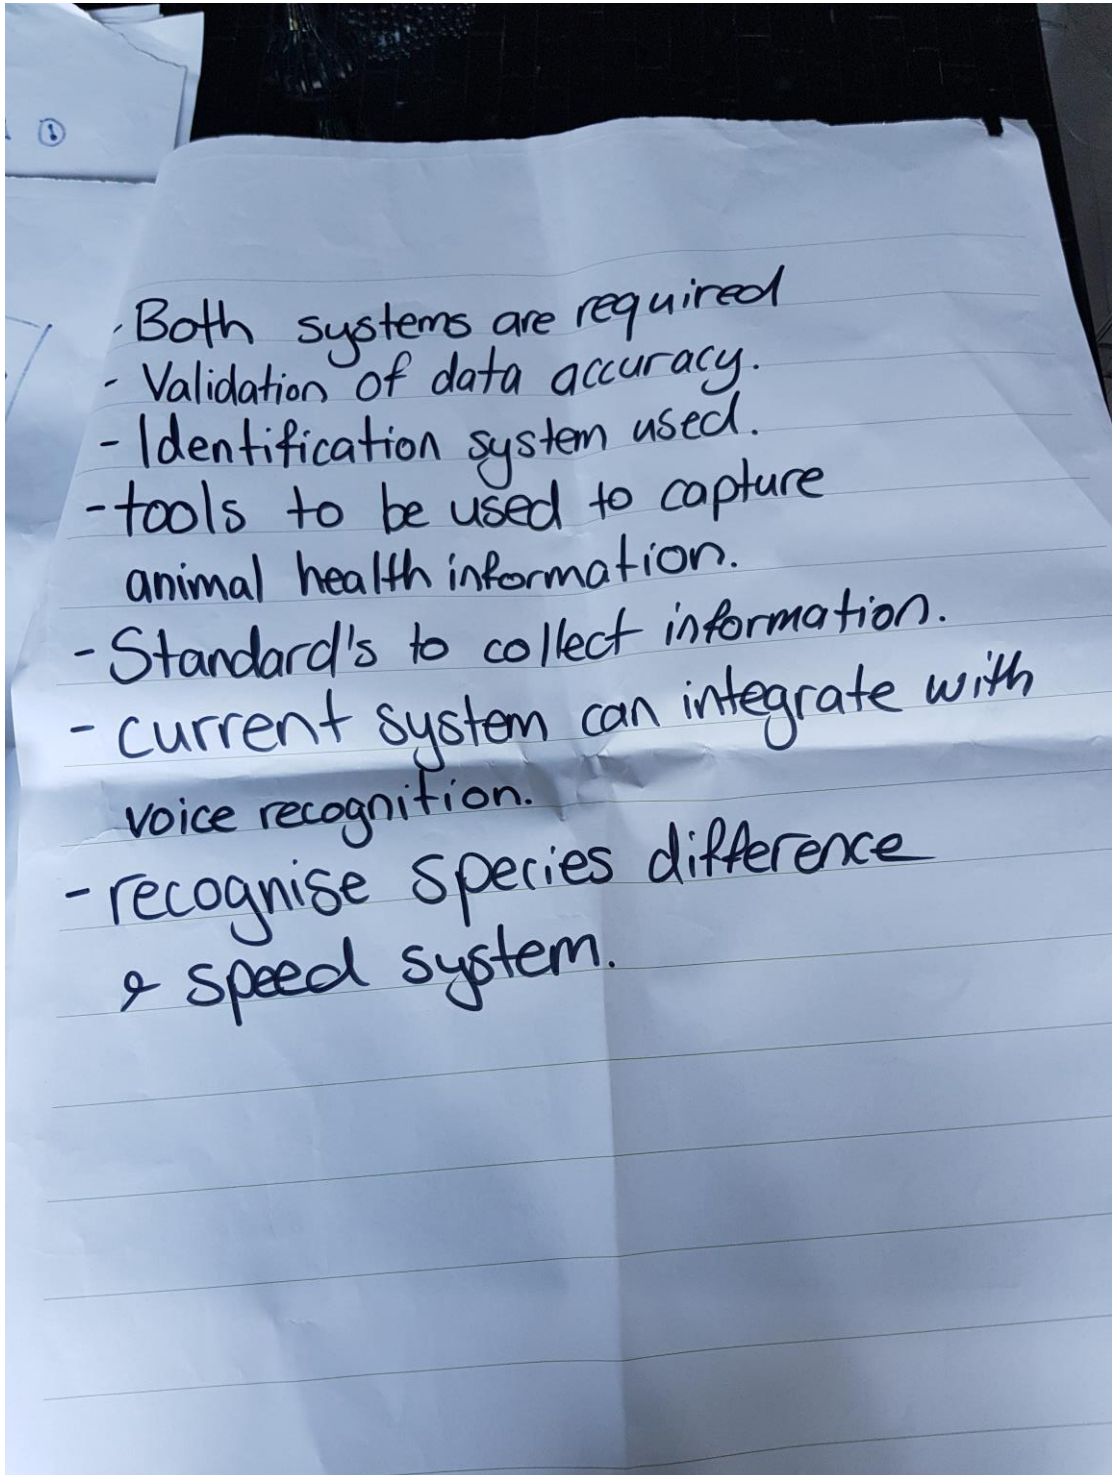 ①
- Both systems are required
- Validation of data accuracy.
- Identification system used.
- tools to be used to capture
animal health information.
- Standard's to collect information.
- current system can integrate with
voice recognition.
- recognise species difference
& speed system.